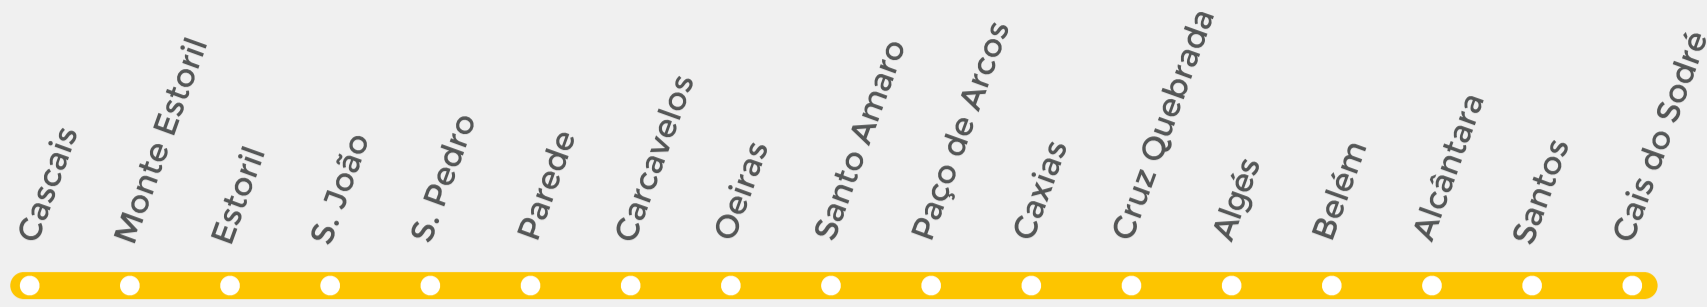 Cascais
Monte Estoril
Estoril
S. João
S. Pedro
Parede
Carcavelos
Oeiras
Santo Amaro
Paço de Arcos
Caxias
Cruz Quebrada
Algés
Belém
Alcântara
Santos
Cais do Sodré